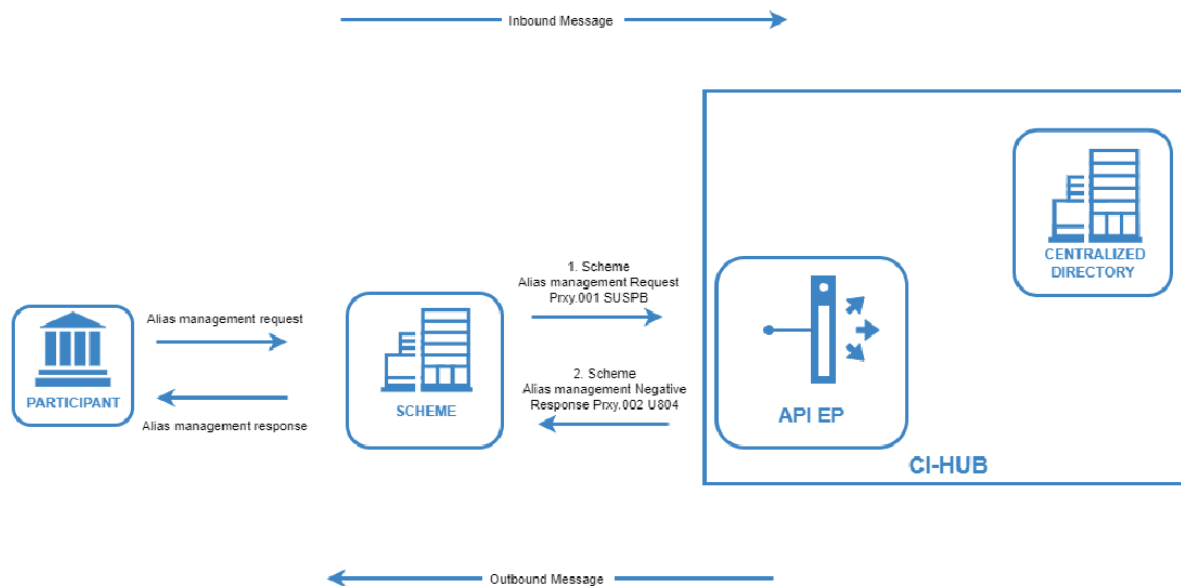 Inbound Message
CENTRALIZED
DIRECTORY
1. Scheme
Alias management Request
Prxy.001 SUSPB
Alias management request
2. Scheme
Alias management Negative
Response Prxy.002 U804
PARTICIPANT
SCHEME
API EP
Alias management response
CI-HUB
Outbound Message